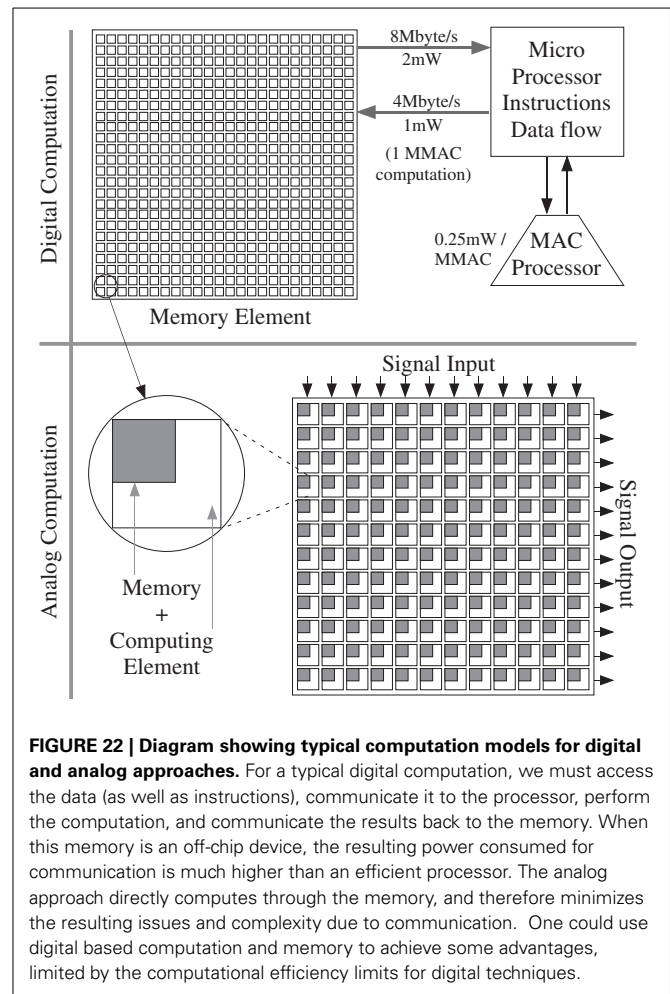 Digital Computation
8Mbyte/s
2mW
4Mbyte/s
1mW
(1 MMAC
computation)
Micro
Processor
Instructions
Data flow
0.25mW /
MMAC
MAC
Processor
Memory Element
Analog Computation
Signal Input
Signal Output
Memory
+
Computing
Element
FIGURE 22 | Diagram showing typical computation models for digital
and analog approaches. For a typical digital computation, we must access
the data (as well as instructions), communicate it to the processor, perform
the computation, and communicate the results back to the memory. When
this memory is an off-chip device, the resulting power consumed for
communication is much higher than an efficient processor. The analog
approach directly computes through the memory, and therefore minimizes
the resulting issues and complexity due to communication. One could use
digital based computation and memory to achieve some advantages,
limited by the computational efficiency limits for digital techniques.